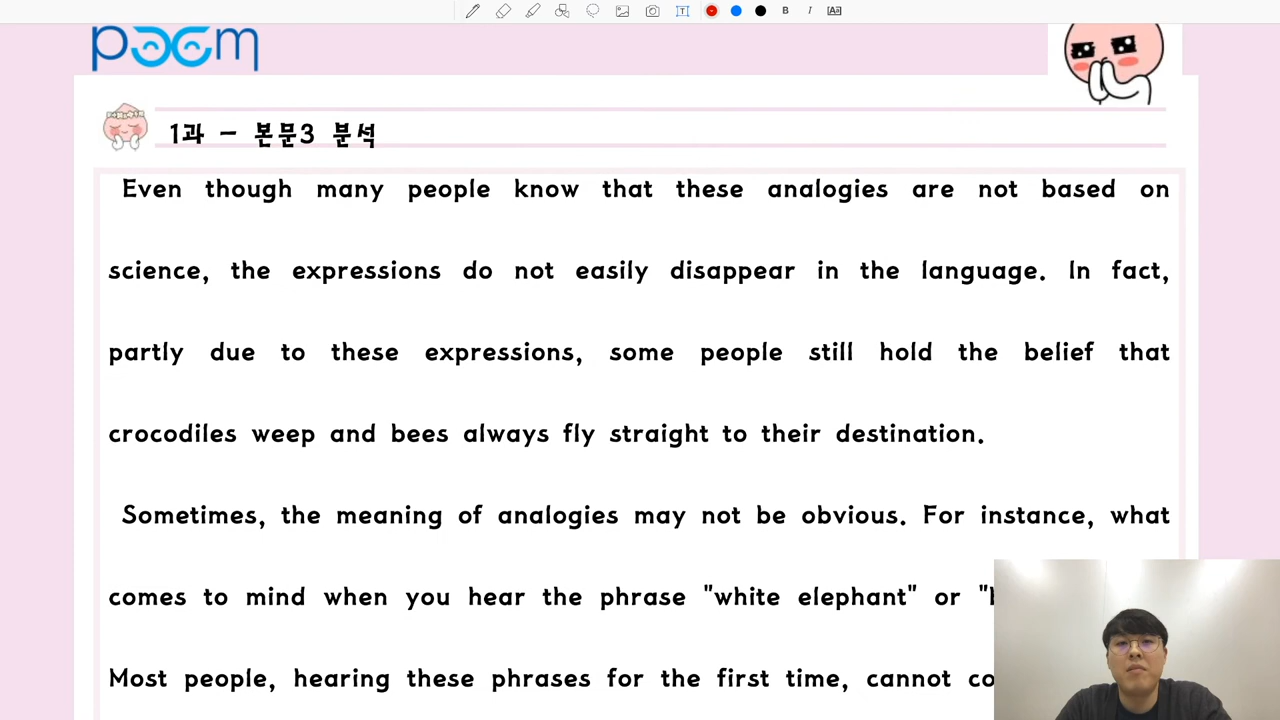 B I Aa
poem
1과 - 본문3 분석
Even though many people know that these analogies are not based on
science, the expressions do not easily disappear in the language. In fact,
partly due to these expressions, some people still hold the belief that
crocodiles weep and bees always fly straight to their destination.
Sometimes, the meaning of analogies may not be obvious. For instance, what
comes to mind when you hear the phrase "white elephant" or "
Most people, hearing these phrases for the first time, cannot